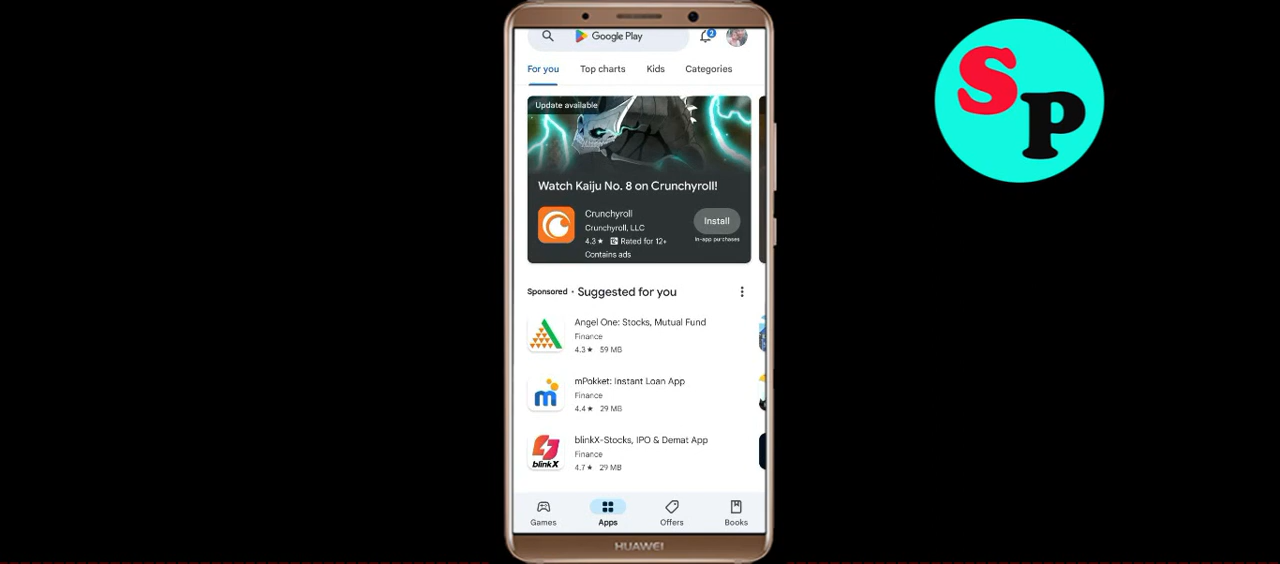 Google Play
2
For you
Top charts
Kids
Categories
Update available
Watch Kaiju No. 8 on Crunchyroll!
Crunchyroll
Crunchyroll, LLC
4.3★ 12+ Rated for 12+
Contains ads
Install
In-app purchases
Sponsored • Suggested for you
Angel One: Stocks, Mutual Fund
Finance
4.3★ 59 MB
mPokket: Instant Loan App
Finance
4.4★ 29 MB
blinkX-Stocks, IPO & Demat App
Finance
4.7★ 29 MB
m
blinkX
Games
Apps
Offers
Books
HUAWEI
SP